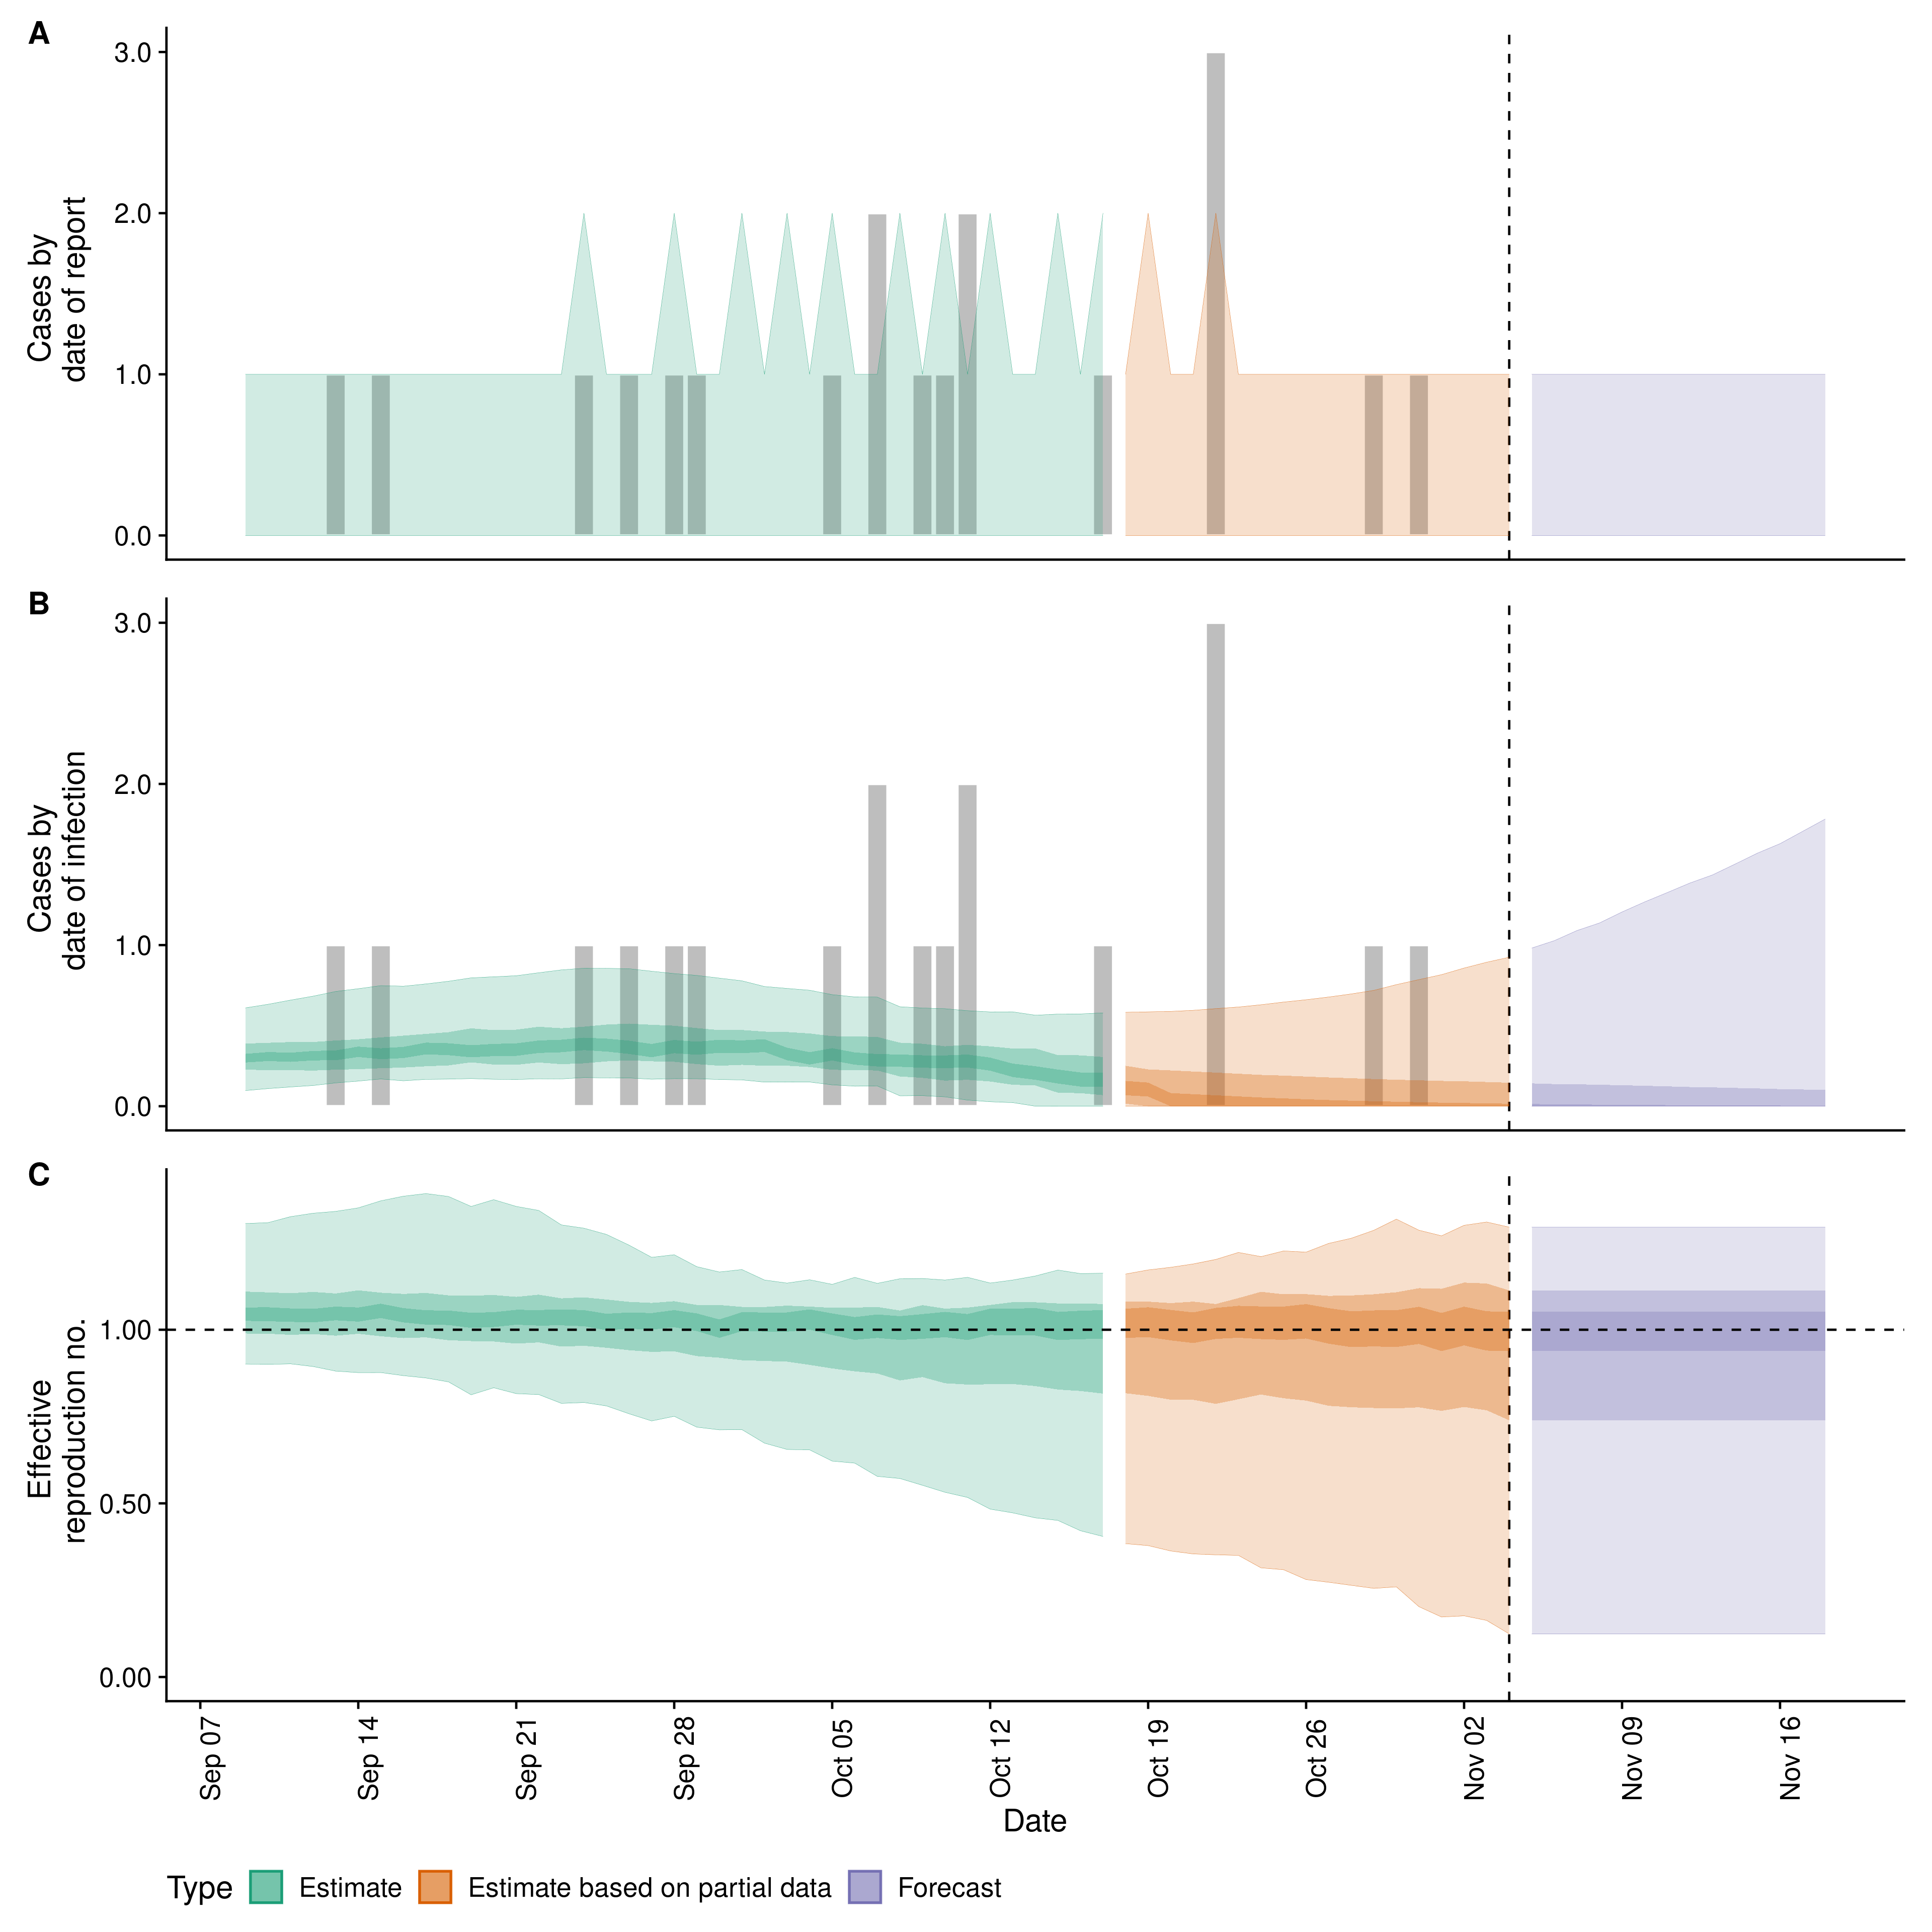 A
Cases by
date of report
3.0
2.0
1.0
0.0
B
Cases by
date of infection
3.0
2.0
1.0
0.0
C
Effective
reproduction no.
1.00
0.50
0.00
Sep 07
Sep 14
Sep 21
Sep 28
Oct 05
Oct 12
Oct 19
Oct 26
Nov 02
Nov 09
Nov 16
Date
Type Estimate Estimate based on partial data Forecast